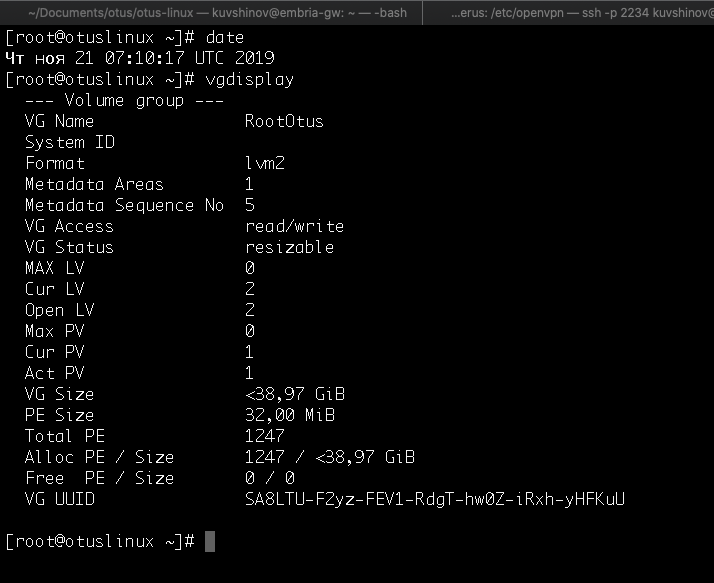 ~/Documents/otus/otus-linux — kuvshinov@embria-gw: ~ — -bash
...erus: /etc/openvpn — ssh -p 2234 kuvshinov@
[root@otuslinux ~]# date
Чт ноя 21 07:10:17 UTC 2019
[root@otuslinux ~]# vgdisplay
--- Volume group ---
VG Name RootOtus
System ID
Format lvm2
Metadata Areas 1
Metadata Sequence No 5
VG Access read/write
VG Status resizable
MAX LV 0
Cur LV 2
Open LV 2
Max PV 0
Cur PV 1
Act PV 1
VG Size <38,97 GiB
PE Size 32,00 MiB
Total PE 1247
Alloc PE / Size 1247 / <38,97 GiB
Free PE / Size 0 / 0
VG UUID SA8LTU-F2yz-FEV1-RdgT-hw0Z-iRxh-yHFKuU
[root@otuslinux ~]#